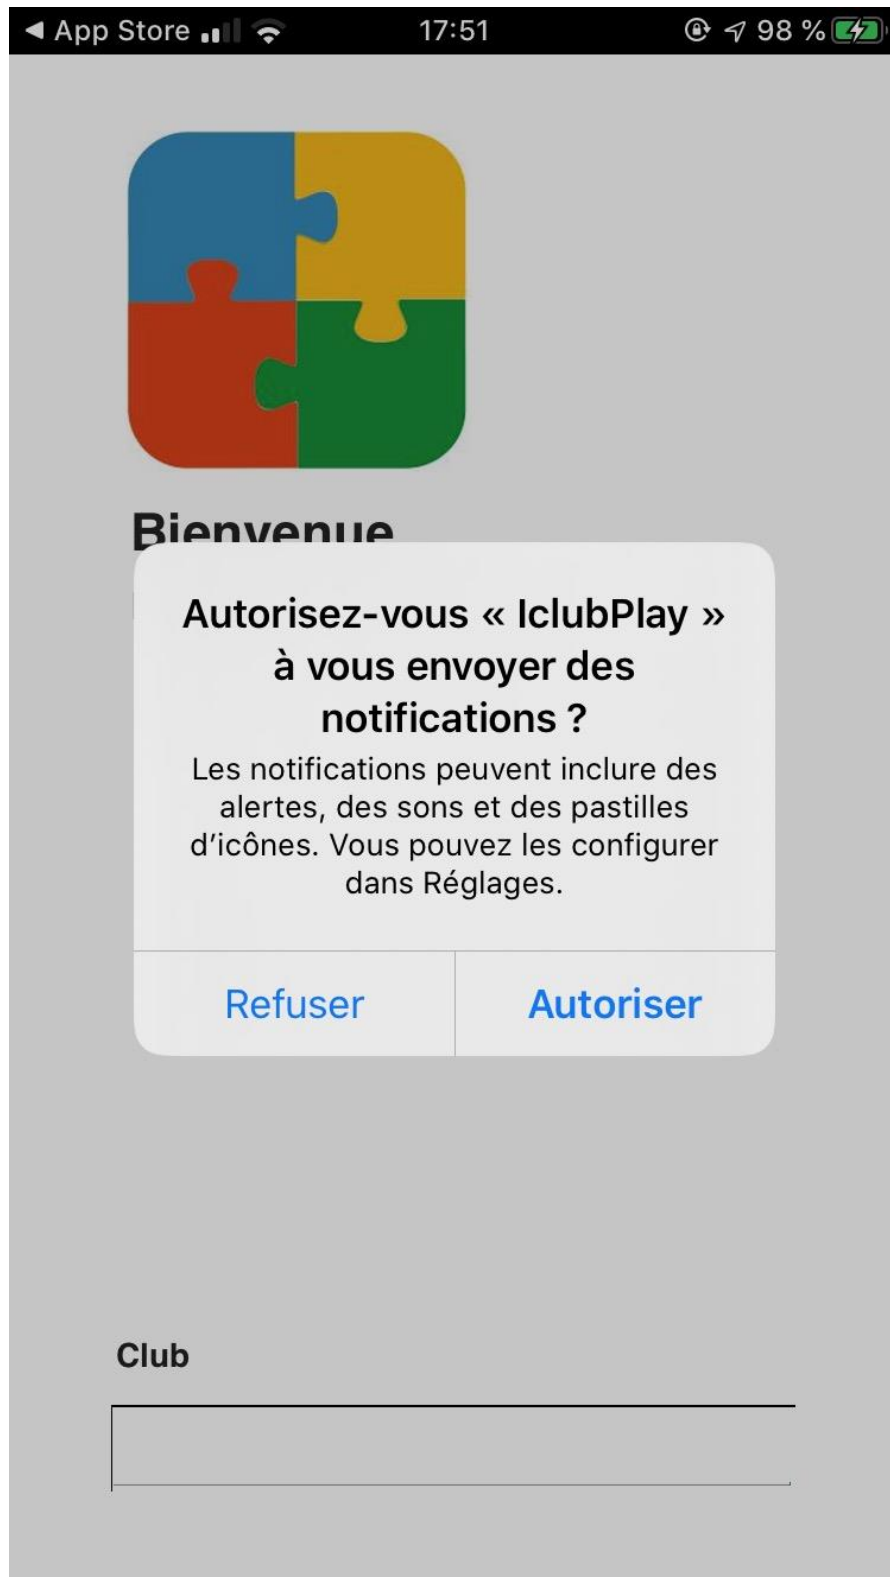 ◀ App Store
17:51
98 %
Bienvenue
Autorisez-vous « IclubPlay »
à vous envoyer des
notifications ?
Les notifications peuvent inclure des
alertes, des sons et des pastilles
d’icônes. Vous pouvez les configurer
dans Réglages.
Refuser
Autoriser
Club